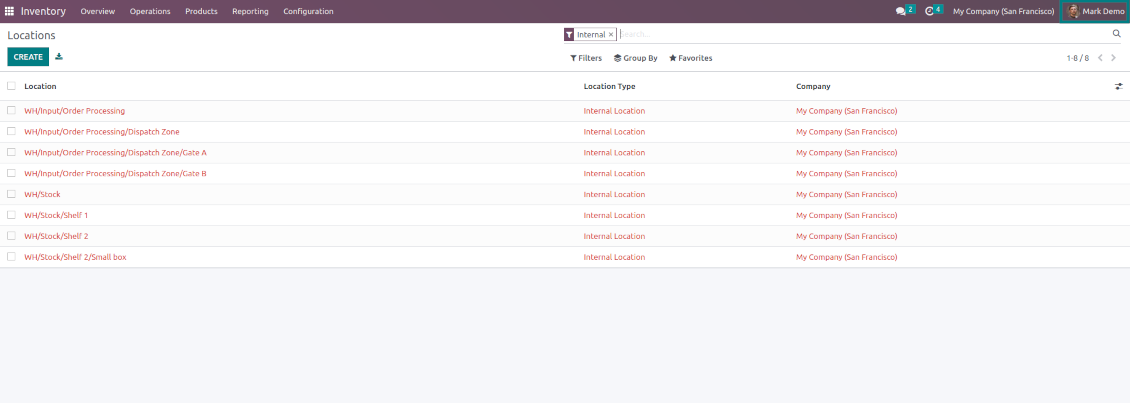 Inventory Overview Operations Products Reporting Configuration 2 4 My Company (San Francisco) Mark Demo
Locations Internal × Search...
CREATE Filters Group By Favorites 1-8 / 8
Location Location Type Company
WH/Input/Order Processing Internal Location My Company (San Francisco)
WH/Input/Order Processing/Dispatch Zone Internal Location My Company (San Francisco)
WH/Input/Order Processing/Dispatch Zone/Gate A Internal Location My Company (San Francisco)
WH/Input/Order Processing/Dispatch Zone/Gate B Internal Location My Company (San Francisco)
WH/Stock Internal Location My Company (San Francisco)
WH/Stock/Shelf 1 Internal Location My Company (San Francisco)
WH/Stock/Shelf 2 Internal Location My Company (San Francisco)
WH/Stock/Shelf 2/Small box Internal Location My Company (San Francisco)